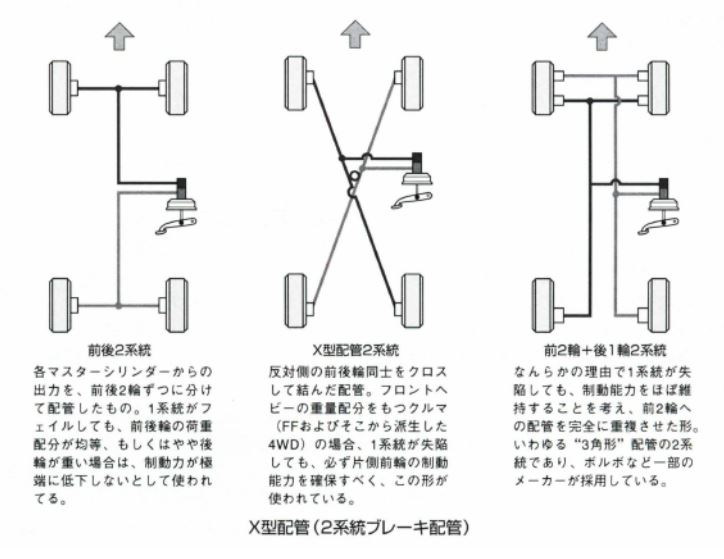 前後2系統
各マスターシリンダーからの
出力を、前後2輪ずつに分け
て配管したもの。1系統がフ
ェイルしても、前後輪の荷重
配分が均等、もしくはやや後
輪が重い場合は、制動力が極
端に低下しないとして使われ
てる。
X型配管2系統
反対側の前後輪同士をクロス
して結んだ配管。フロントヘ
ビーの重量配分をもつクルマ
（FFおよびそこから派生した
4WD）の場合、1系統が失陥
しても、必ず片側前輪の制動
能力を確保すべく、この形が
使われている。
前2輪＋後1輪2系統
なんらかの理由で1系統が失
陥しても、制動能力をほぼ維
持することを考え、前2輪へ
の配管を完全に重複させた形。
いわゆる“3角形”配管の2系
統であり、ボルボなど一部の
メーカーが採用している。
X型配管（2系統ブレーキ配管）